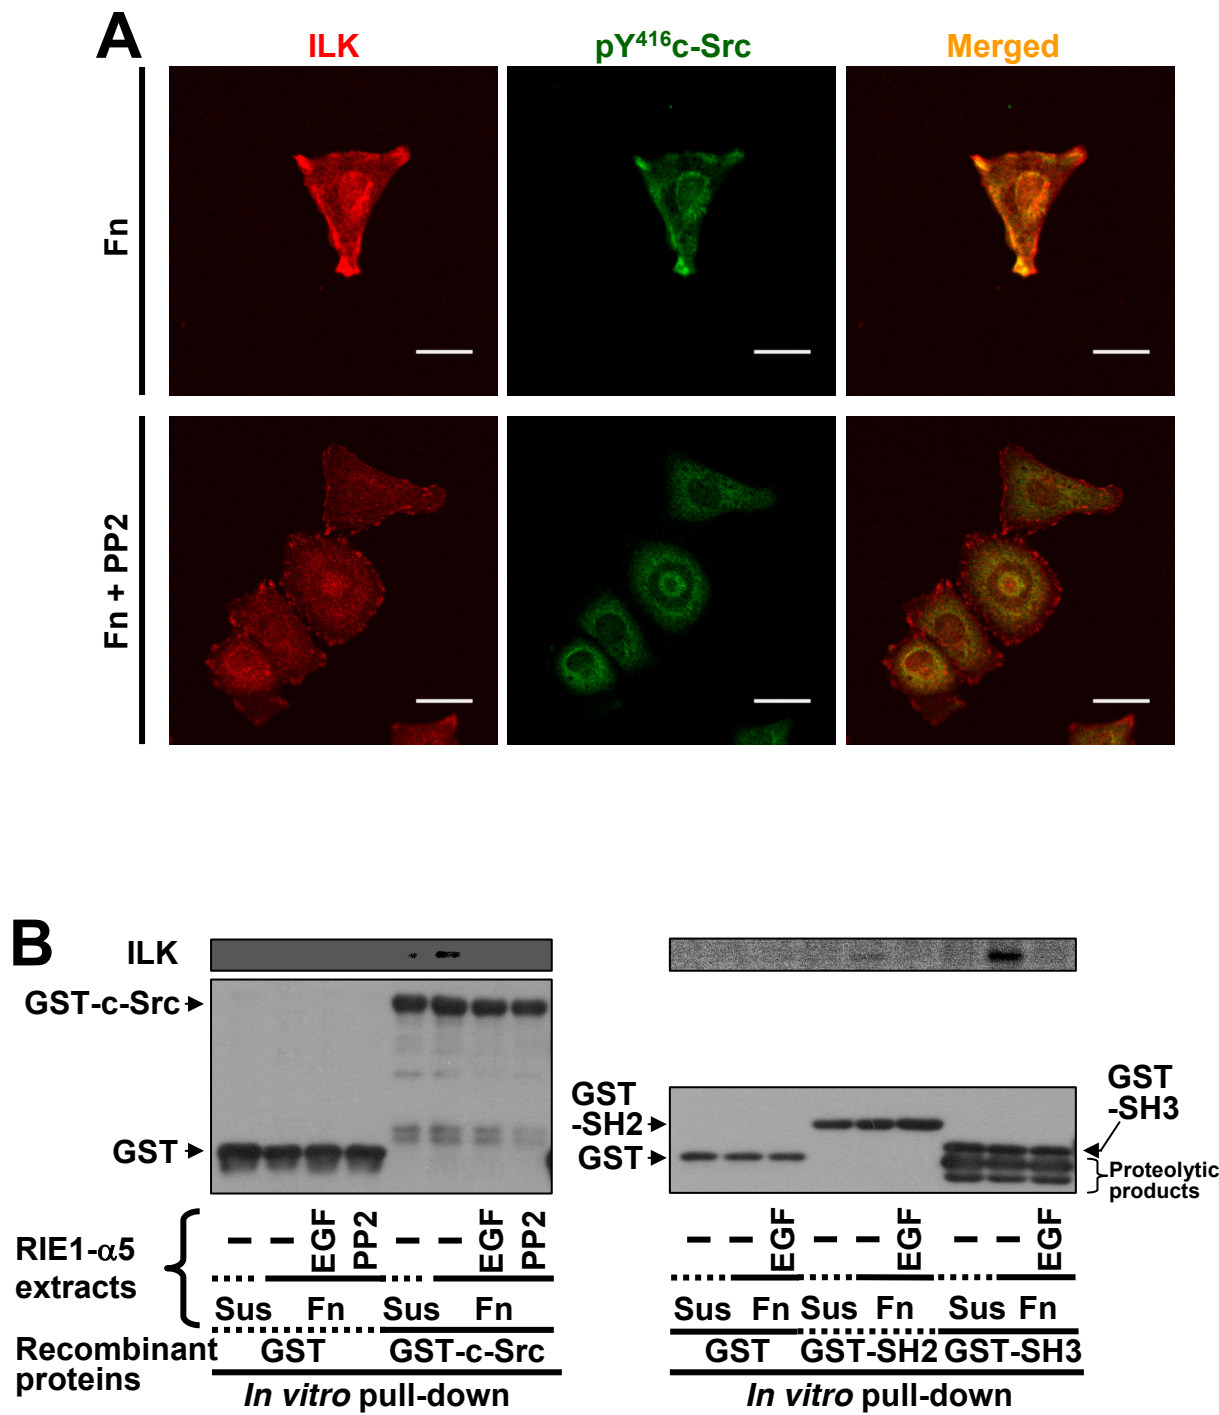 A
ILK
pY416c-Src
Merged
Fn
Fn + PP2
B
ILK
GST-c-Src
GST
GST
-SH2
GST
GST
-SH3
Proteolytic
products
RIE1-α5
extracts
– – EGF PP2 – – EGF PP2
Sus Fn Sus Fn
Recombinant
proteins
GST GST-c-Src
In vitro pull-down
– – EGF – – EGF – – EGF
Sus Fn Sus Fn Sus Fn
GST GST-SH2 GST-SH3
In vitro pull-down